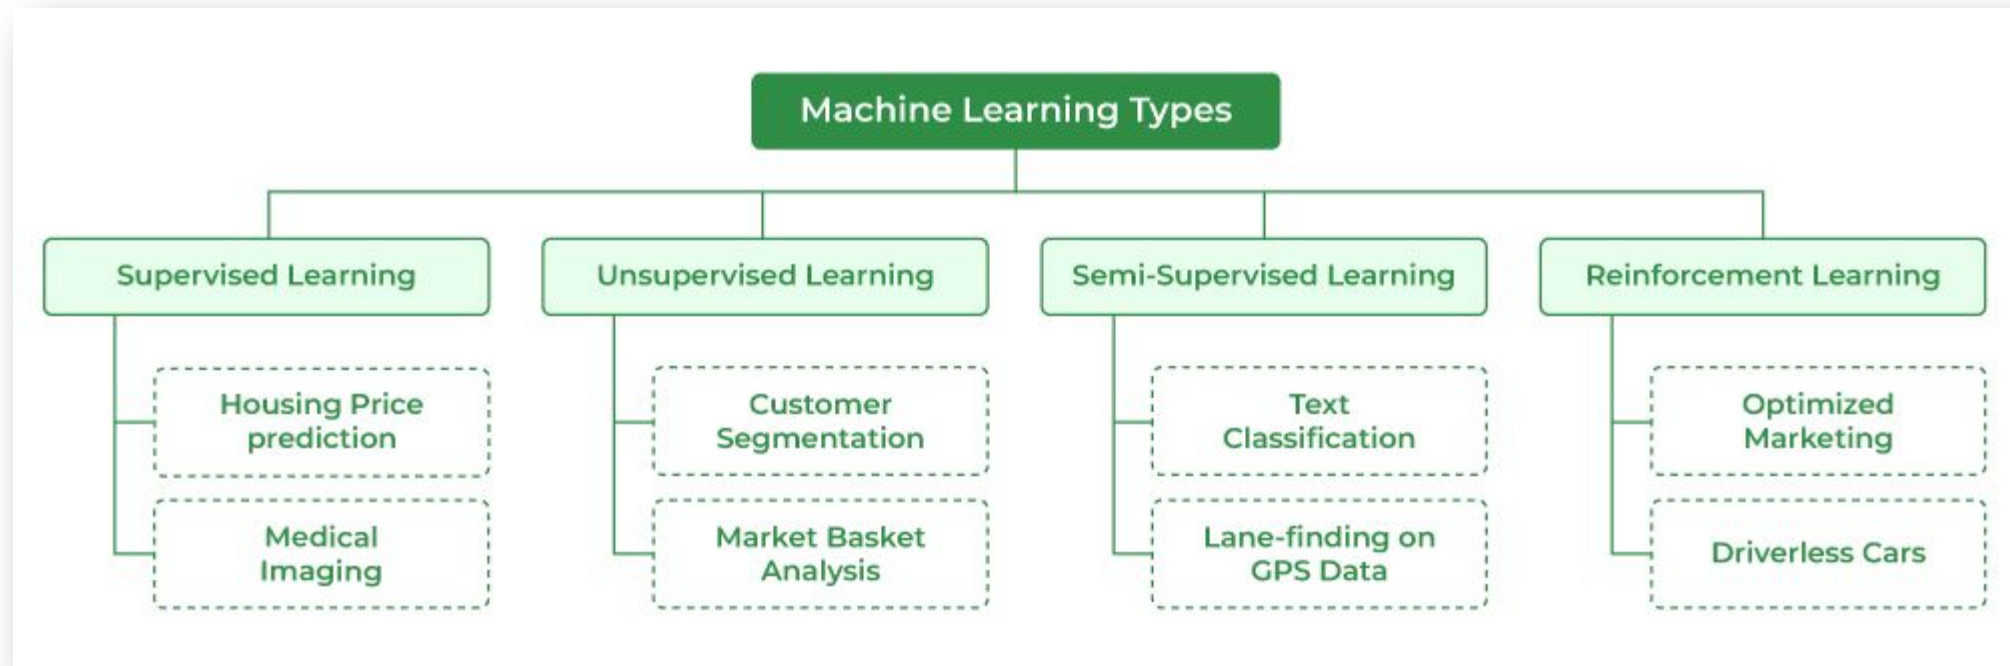 Machine Learning Types
Supervised Learning
Housing Price
prediction
Medical
Imaging
Unsupervised Learning
Customer
Segmentation
Market Basket
Analysis
Semi-Supervised Learning
Text
Classification
Lane-finding on
GPS Data
Reinforcement Learning
Optimized
Marketing
Driverless Cars